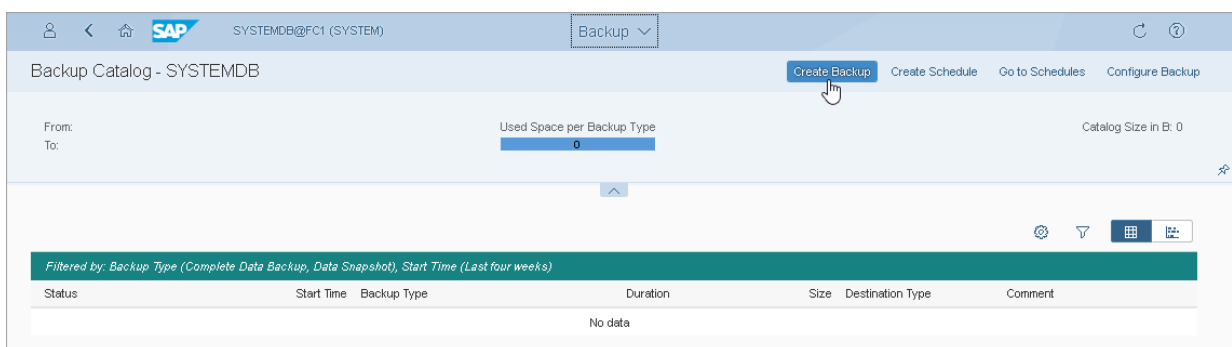 SAP SYSTEMDB@FC1 (SYSTEM) Backup
Backup Catalog - SYSTEMDB Create Backup Create Schedule Go to Schedules Configure Backup
From: Used Space per Backup Type Catalog Size in B: 0
To: 0
Filtered by: Backup Type (Complete Data Backup, Data Snapshot), Start Time (Last four weeks)
Status Start Time Backup Type Duration Size Destination Type Comment
No data